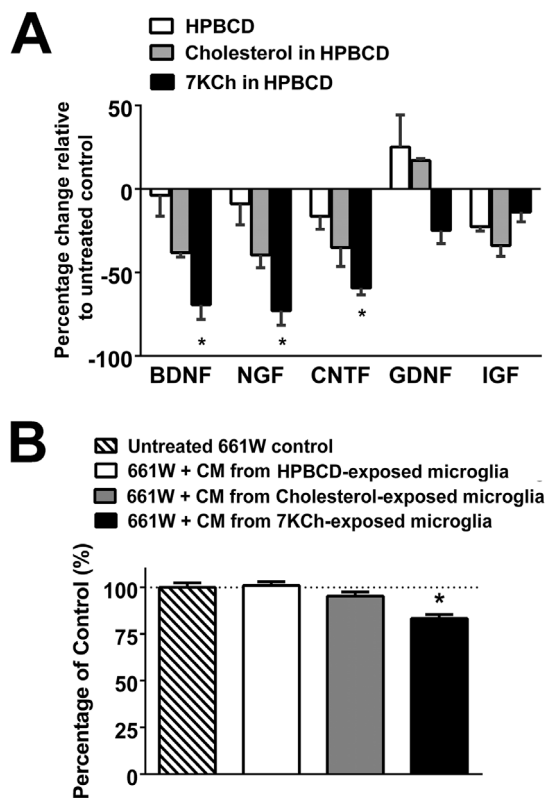 A
HPBCD
Cholesterol in HPBCD
7KCh in HPBCD
Percentage change relative
to untreated control
50
0
-50
-100
* * *
BDNF NGF CNTF GDNF IGF
B
Untreated 661W control
661W + CM from HPBCD-exposed microglia
661W + CM from Cholesterol-exposed microglia
661W + CM from 7KCh-exposed microglia
Percentage of Control (%)
100
75
50
25
0
*